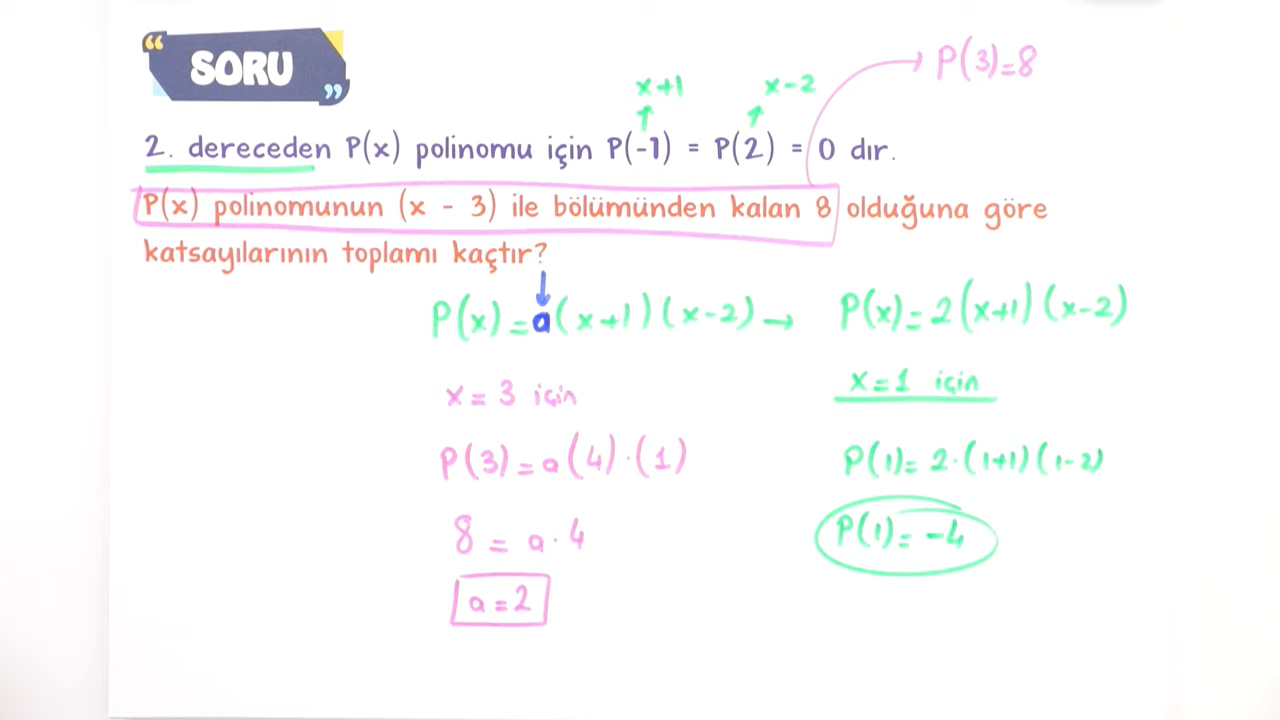 “ SORU ”
P(3)=8
x+1 x-2
2. dereceden P(x) polinomu için P(-1) = P(2) = 0 dır.
P(x) polinomunun (x - 3) ile bölümünden kalan 8 olduğuna göre
katsayılarının toplamı kaçtır?
P(x)=a(x+1)(x-2)→ P(x)=2(x+1)(x-2)
x=3 için
x=1 için
P(3)=a(4)·(1)
P(1)=2·(1+1)(1-2)
8=a·4
P(1)=-4
a=2